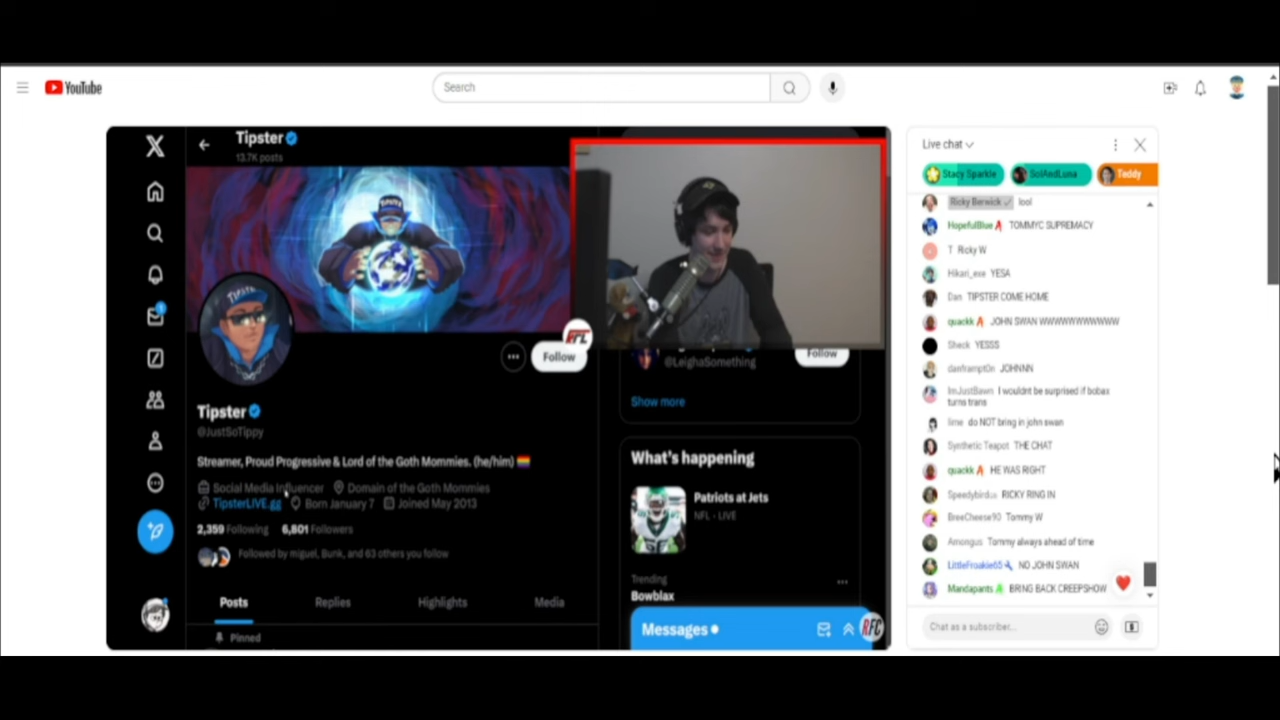 YouTube
Search
Tipster
13.7K posts
TIPSTER
Follow
Tipster
@JustSoTippy
Streamer, Proud Progressive & Lord of the Goth Mommies. (he/him)
Social Media Influencer Domain of the Goth Mommies
TipsterLIVE.gg Born January 7 Joined May 2013
2,359 Following 6,801 Followers
Followed by miguel, Bunk, and 63 others you follow
Posts Replies Highlights Media
Pinned
@LeighaSomething
Follow
Show more
What's happening
Patriots at Jets
NFL · LIVE
Trending
Bowblax
Messages
RFC
Live chat
Stacy Sparkle SolAndLuna Teddy
Ricky Berwick lool
HopefulBlue TOMMYC SUPREMACY
T Ricky W
Hikari_exe YESA
Dan TIPSTER COME HOME
quackk JOHN SWAN WWWWWWWWWWW
Sheck YESSS
danframpt0n JOHNNN
ImJustBawn I wouldnt be surprised if bobax
turns trans
lime do NOT bring in john swan
Synthetic Teapot THE CHAT
quackk HE WAS RIGHT
Speedybirdus RICKY RING IN
BreeCheese90 Tommy W
Amongus Tommy always ahead of time
LittleFroakie65 NO JOHN SWAN
Mandapants BRING BACK CREEPSHOW
Chat as a subscriber...